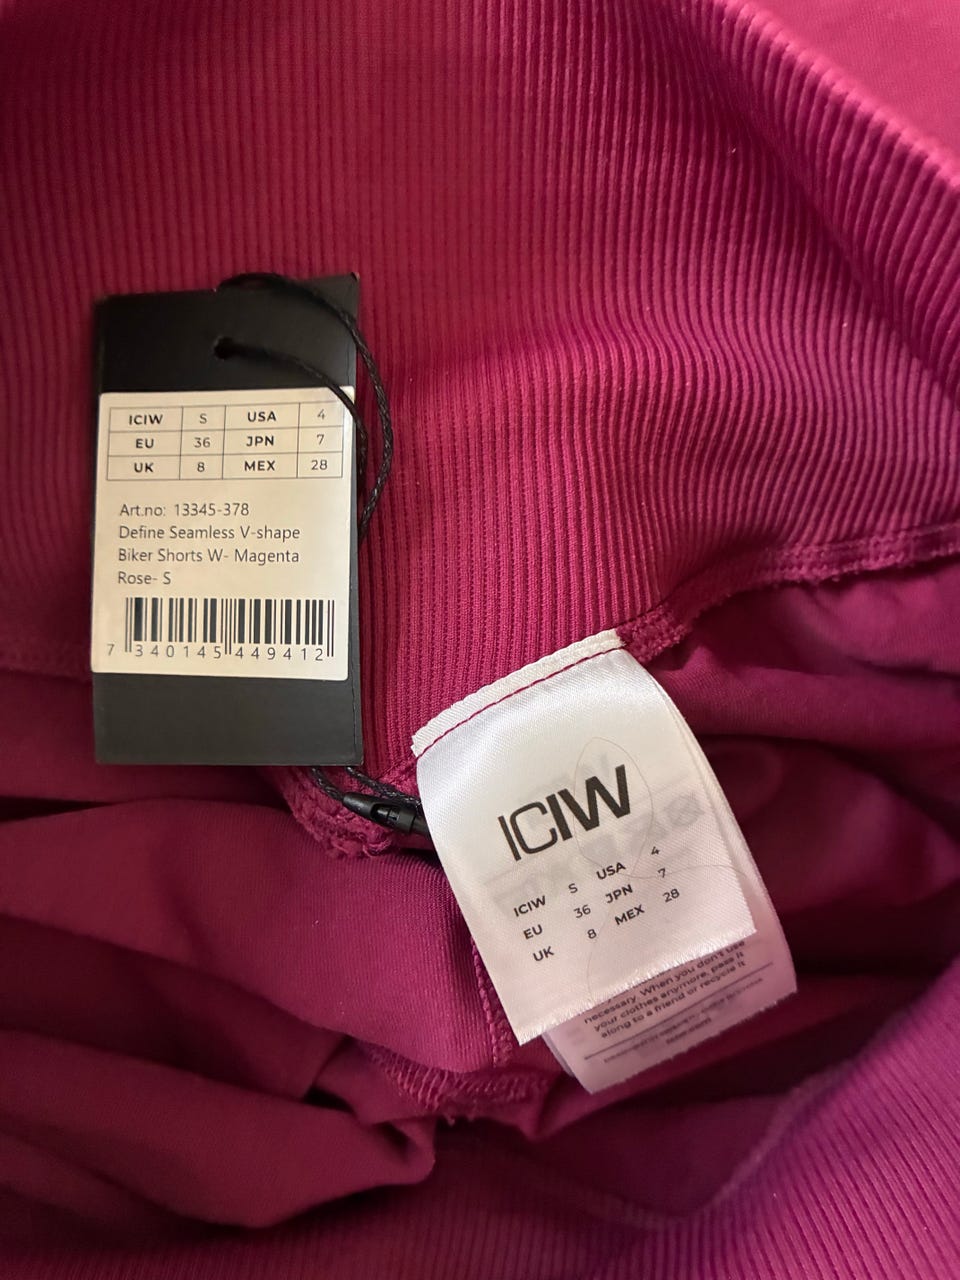 ICIW S USA 4
EU 36 JPN 7
UK 8 MEX 28
Art.no: 13345-378
Define Seamless V-shape
Biker Shorts W- Magenta
Rose- S
7 340145 449412
ICIW
ICIW S USA 4
EU 36 JPN 7
UK 8 MEX 28
necessary. When you don't use
your clothes anymore, pass it
along to a friend or recycle it